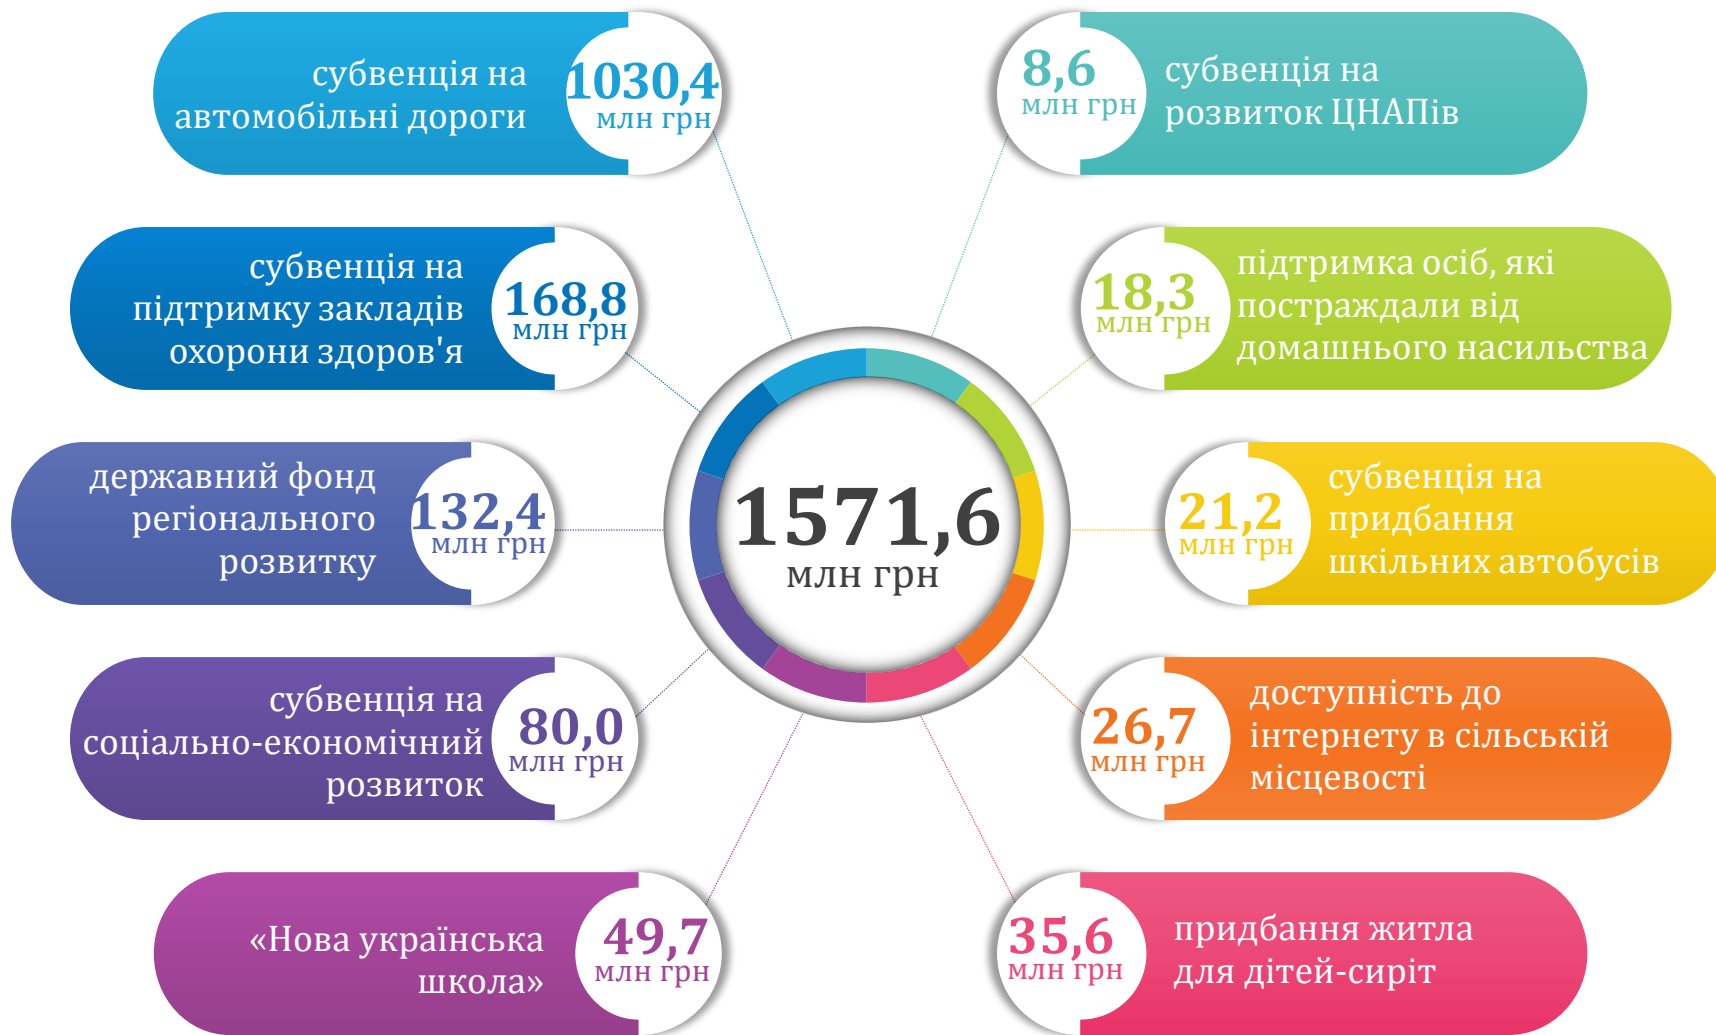 субвенція на
автомобільні дороги
1030,4
млн грн
субвенція на
підтримку закладів
охорони здоров'я
168,8
млн грн
державний фонд
регіонального
розвитку
132,4
млн грн
субвенція на
соціально-економічний
розвиток
80,0
млн грн
«Нова українська
школа»
49,7
млн грн
1571,6
млн грн
8,6
млн грн
субвенція на
розвиток ЦНАПів
18,3
млн грн
підтримка осіб, які
постраждали від
домашнього насильства
21,2
млн грн
субвенція на
придбання
шкільних автобусів
26,7
млн грн
доступність до
інтернету в сільській
місцевості
35,6
млн грн
придбання житла
для дітей-сиріт